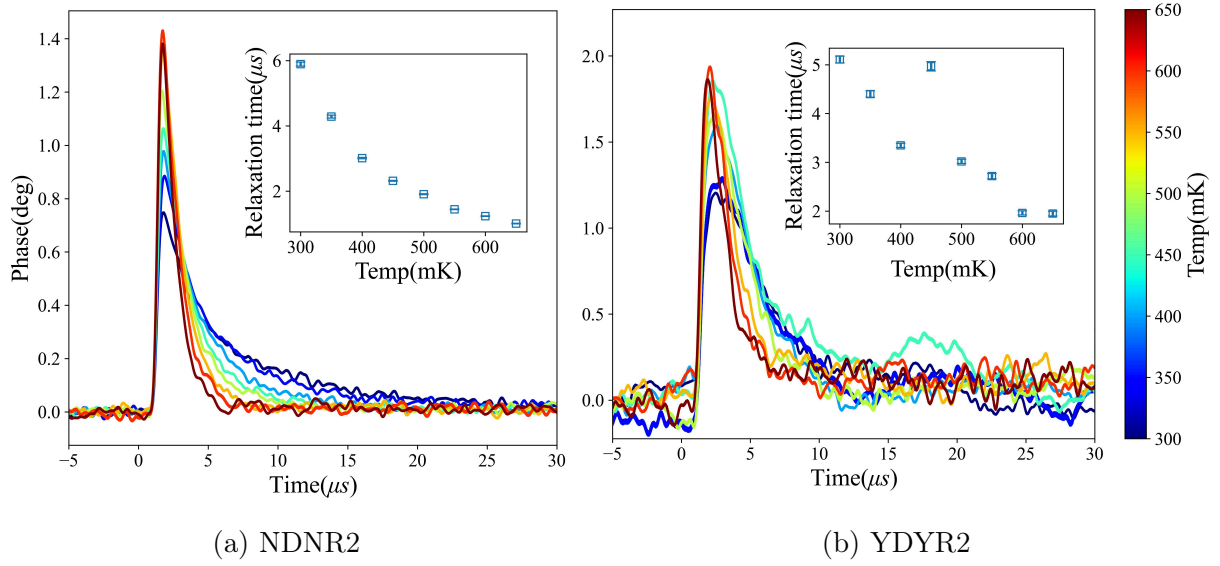 1.4
1.2
1.0
0.8
0.6
0.4
0.2
0.0
Phase(deg)
−5 0 5 10 15 20 25 30
Time(μs)
6
4
2
Relaxation time(μs)
300 400 500 600
Temp(mK)
2.0
1.5
1.0
0.5
0.0
−5 0 5 10 15 20 25 30
Time(μs)
5
4
3
2
Relaxation time(μs)
300 400 500 600
Temp(mK)
650
600
550
500
450
400
350
300
Temp(mK)
(a) NDNR2
(b) YDYR2